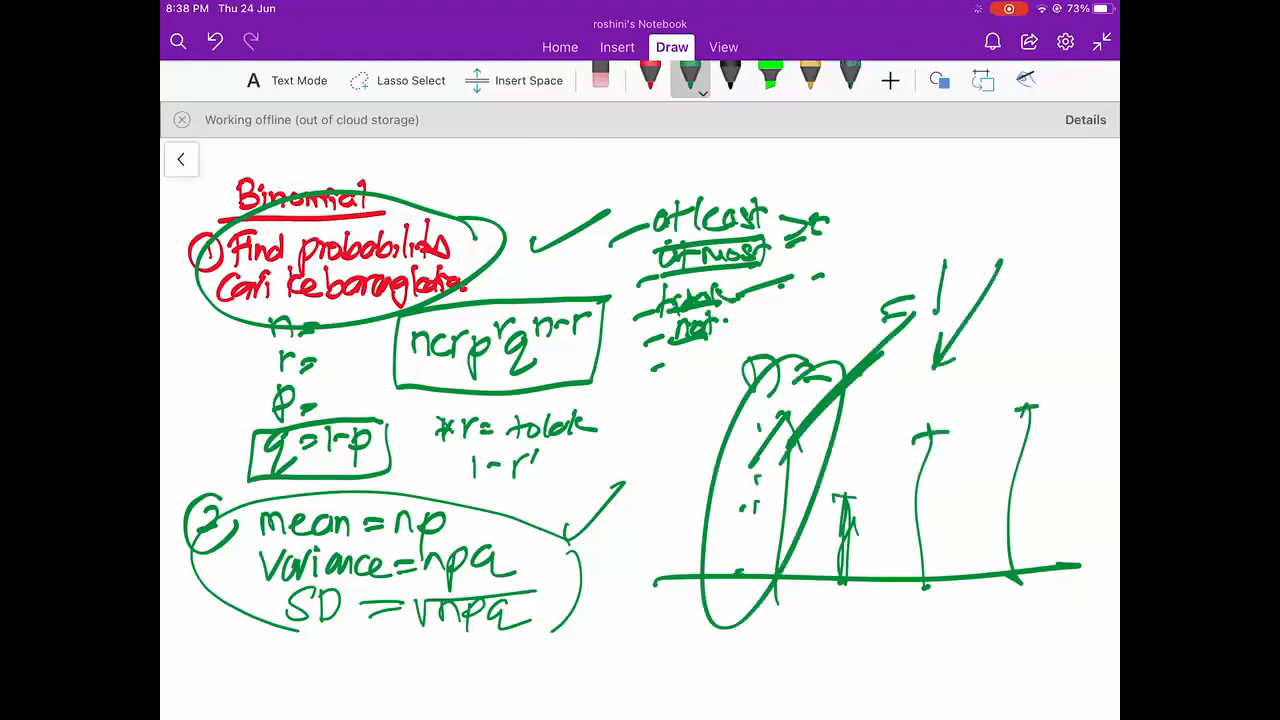 8:38 PM Thu 24 Jun
73%
roshini's Notebook
Home Insert Draw View
A Text Mode Lasso Select Insert Space
Working offline (out of cloud storage) Details
Binomial
① Find probability
Cari kebarangkalian
n=
r=
p=
q=1-p
ncrp^r q^n-r
*r= tolak
1-r'
② mean = np
Variance = npq
SD = √npq
- at least ≥
at most
- tidak
- not